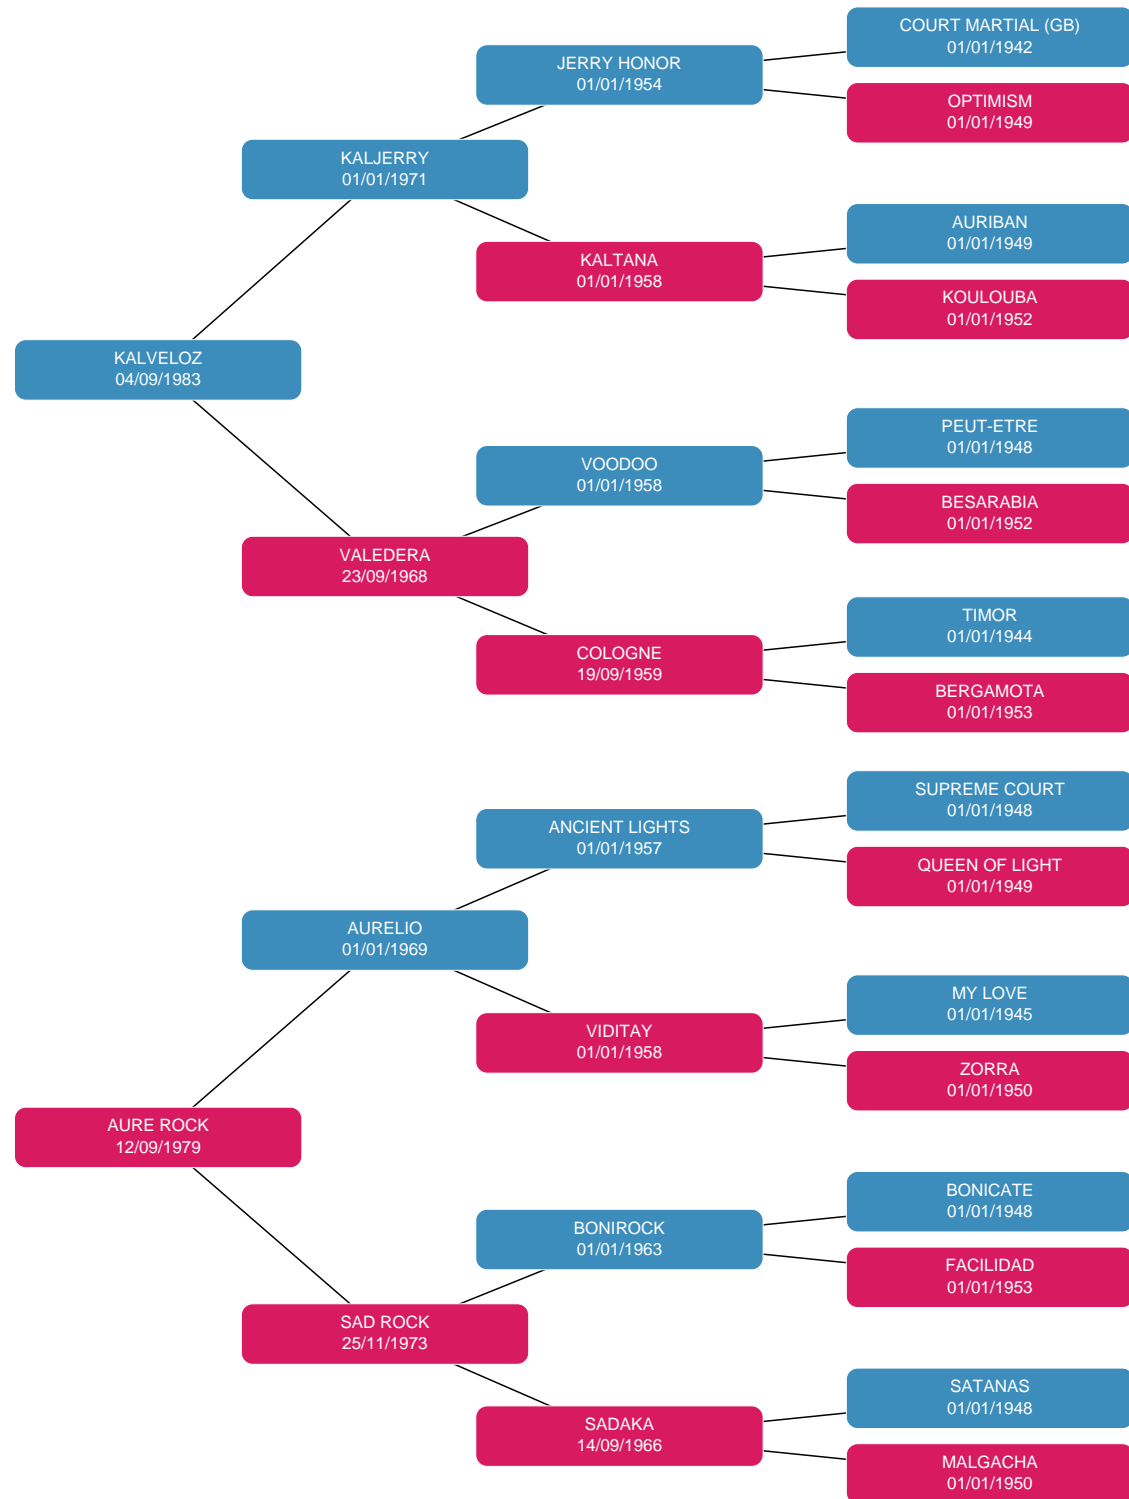 COURT MARTIAL (GB)
01/01/1942
JERRY HONOR
01/01/1954
OPTIMISM
01/01/1949
KALJERRY
01/01/1971
AURIBAN
01/01/1949
KALTANA
01/01/1958
KOULOUBA
01/01/1952
KALVELOZ
04/09/1983
PEUT-ETRE
01/01/1948
VOODOO
01/01/1958
BESARABIA
01/01/1952
VALEDERA
23/09/1968
TIMOR
01/01/1944
COLOGNE
19/09/1959
BERGAMOTA
01/01/1953
SUPREME COURT
01/01/1948
ANCIENT LIGHTS
01/01/1957
QUEEN OF LIGHT
01/01/1949
AURELIO
01/01/1969
MY LOVE
01/01/1945
VIDITAY
01/01/1958
ZORRA
01/01/1950
AURE ROCK
12/09/1979
BONICATE
01/01/1948
BONIROCK
01/01/1963
FACILIDAD
01/01/1953
SAD ROCK
25/11/1973
SATANAS
01/01/1948
SADAKA
14/09/1966
MALGACHA
01/01/1950